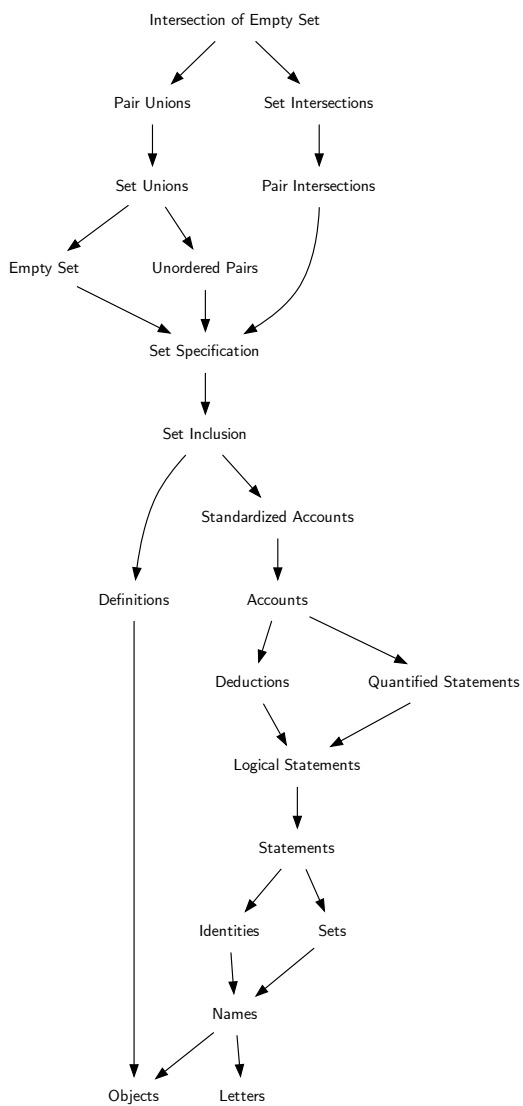 Intersection of Empty Set
Pair Unions
Set Intersections
Set Unions
Pair Intersections
Empty Set
Unordered Pairs
Set Specification
Set Inclusion
Standardized Accounts
Definitions
Accounts
Deductions
Quantified Statements
Logical Statements
Statements
Identities
Sets
Names
Objects
Letters